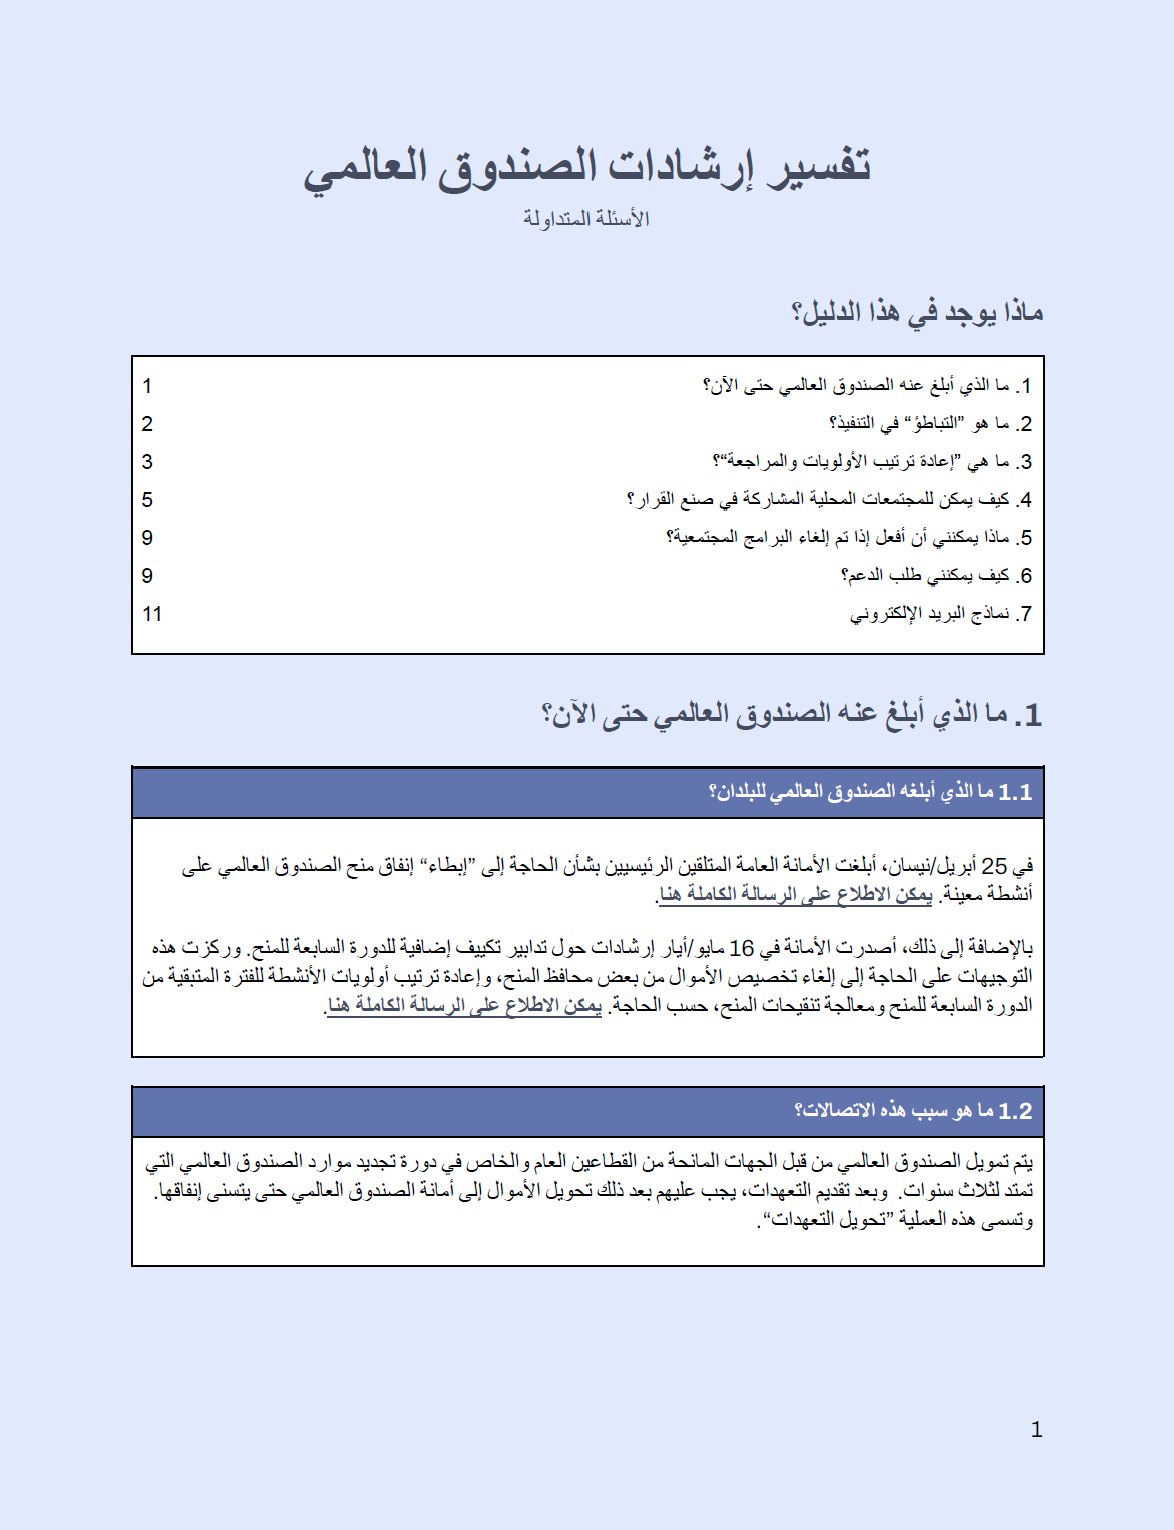 تفسير إرشادات الصندوق العالمي
الأسئلة المتداولة
ماذا يوجد في هذا الدليل؟
1. ما الذي أبلغ عنه الصندوق العالمي حتى الآن؟ 1
2. ما هو ”التباطؤ“ في التنفيذ؟ 2
3. ما هي ”إعادة ترتيب الأولويات والمراجعة“؟ 3
4. كيف يمكن للمجتمعات المحلية المشاركة في صنع القرار؟ 5
5. ماذا يمكنني أن أفعل إذا تم إلغاء البرامج المجتمعية؟ 9
6. كيف يمكنني طلب الدعم؟ 9
7. نماذج البريد الإلكتروني 11
1. ما الذي أبلغ عنه الصندوق العالمي حتى الآن؟
1.1 ما الذي أبلغه الصندوق العالمي للبلدان؟
في 25 أبريل/نيسان، أبلغت الأمانة العامة المتلقين الرئيسيين بشأن الحاجة إلى ”إبطاء“ إنفاق منح الصندوق العالمي على
أنشطة معينة. يمكن الاطلاع على الرسالة الكاملة هنا.
بالإضافة إلى ذلك، أصدرت الأمانة في 16 مايو/أيار إرشادات حول تدابير تكييف إضافية للدورة السابعة للمنح. وركزت هذه
التوجيهات على الحاجة إلى إلغاء تخصيص الأموال من بعض محافظ المنح، وإعادة ترتيب أولويات الأنشطة للفترة المتبقية من
الدورة السابعة للمنح ومعالجة تنقيحات المنح، حسب الحاجة. يمكن الاطلاع على الرسالة الكاملة هنا.
1.2 ما هو سبب هذه الاتصالات؟
يتم تمويل الصندوق العالمي من قبل الجهات المانحة من القطاعين العام والخاص في دورة تجديد موارد الصندوق العالمي التي
تمتد لثلاث سنوات. وبعد تقديم التعهدات، يجب عليهم بعد ذلك تحويل الأموال إلى أمانة الصندوق العالمي حتى يتسنى إنفاقها.
وتسمى هذه العملية ”تحويل التعهدات“.
1